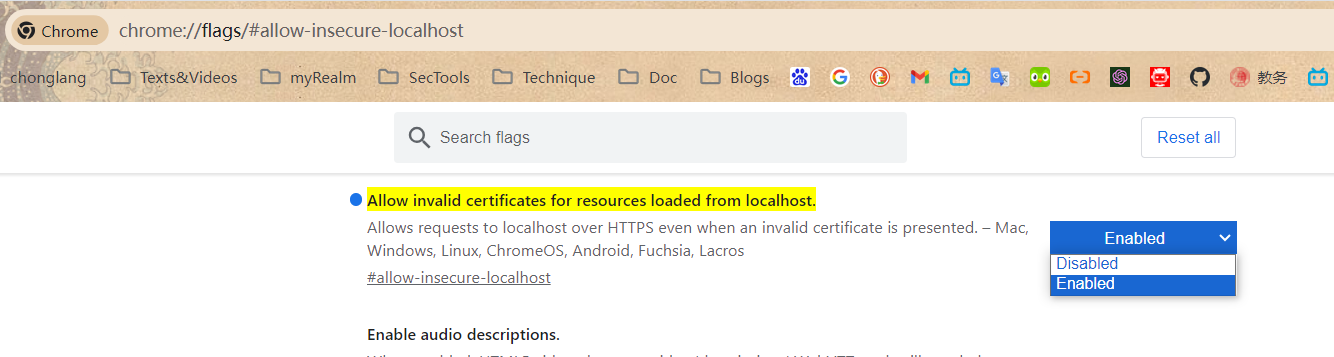 Chrome chrome://flags/#allow-insecure-localhost
chonglang Texts&Videos myRealm SecTools Technique Doc Blogs 教务
Search flags
Reset all
Allow invalid certificates for resources loaded from localhost.
Allows requests to localhost over HTTPS even when an invalid certificate is presented. – Mac,
Windows, Linux, ChromeOS, Android, Fuchsia, Lacros
#allow-insecure-localhost
Enabled
Disabled
Enabled
Enable audio descriptions.